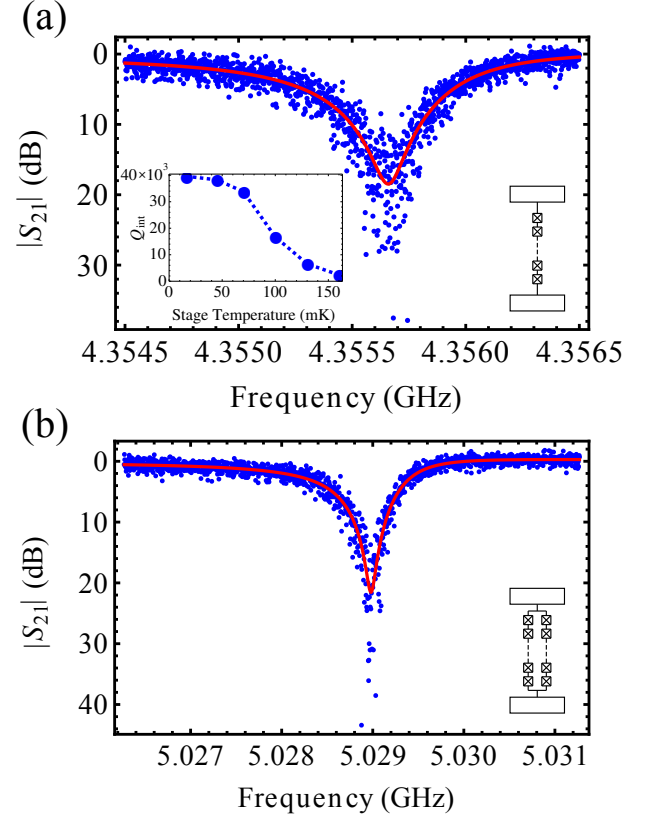 (a)
|S21| (dB)
0
10
20
30
40×10³
30
20
10
0
Qint
0 50 100 150
Stage Temperature (mK)
4.3545 4.3550 4.3555 4.3560 4.3565
Frequency (GHz)
(b)
|S21| (dB)
0
10
20
30
40
5.027 5.028 5.029 5.030 5.031
Frequency (GHz)